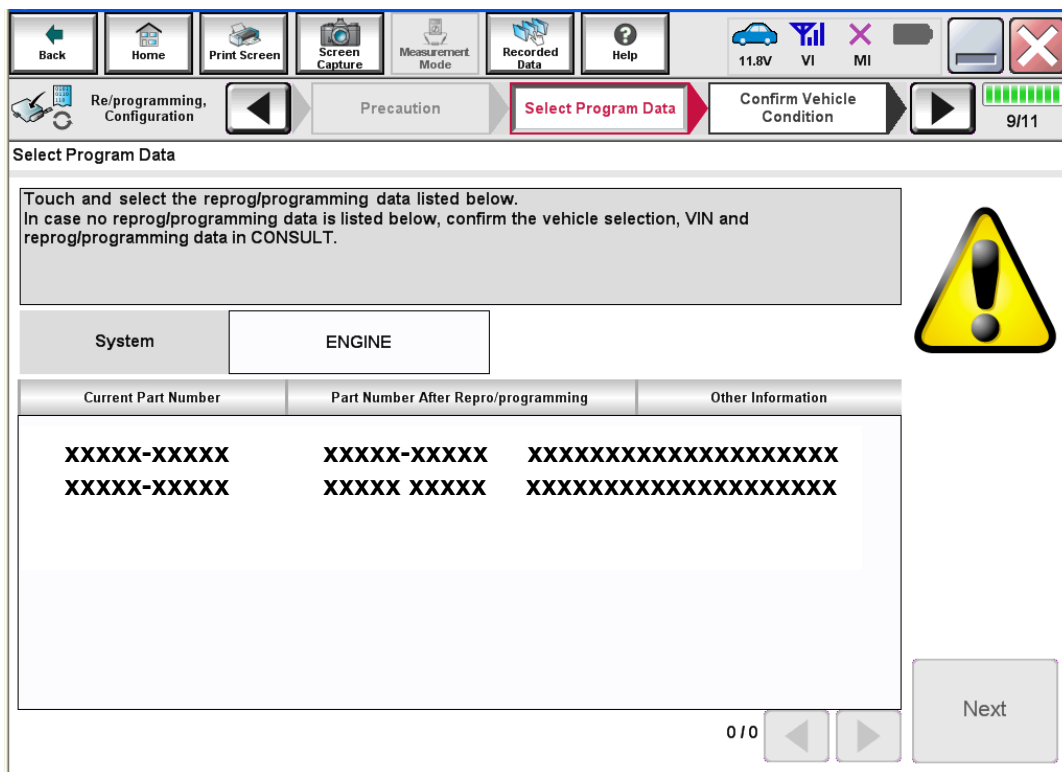 Back
Home
Print Screen
Screen
Capture
Measurement
Mode
Recorded
Data
Help
11.8V
VI
MI
Re/programming,
Configuration
Precaution
Select Program Data
Confirm Vehicle
Condition
9/11
Select Program Data
Touch and select the reprog/programming data listed below.
In case no reprog/programming data is listed below, confirm the vehicle selection, VIN and
reprog/programming data in CONSULT.
System
ENGINE
Current Part Number
Part Number After Repro/programming
Other Information
XXXXX-XXXXX XXXXX-XXXXX XXXXXXXXXXXXXXXXXXXX
XXXXX-XXXXX XXXXX XXXXX XXXXXXXXXXXXXXXXXXXX
0/0
Next